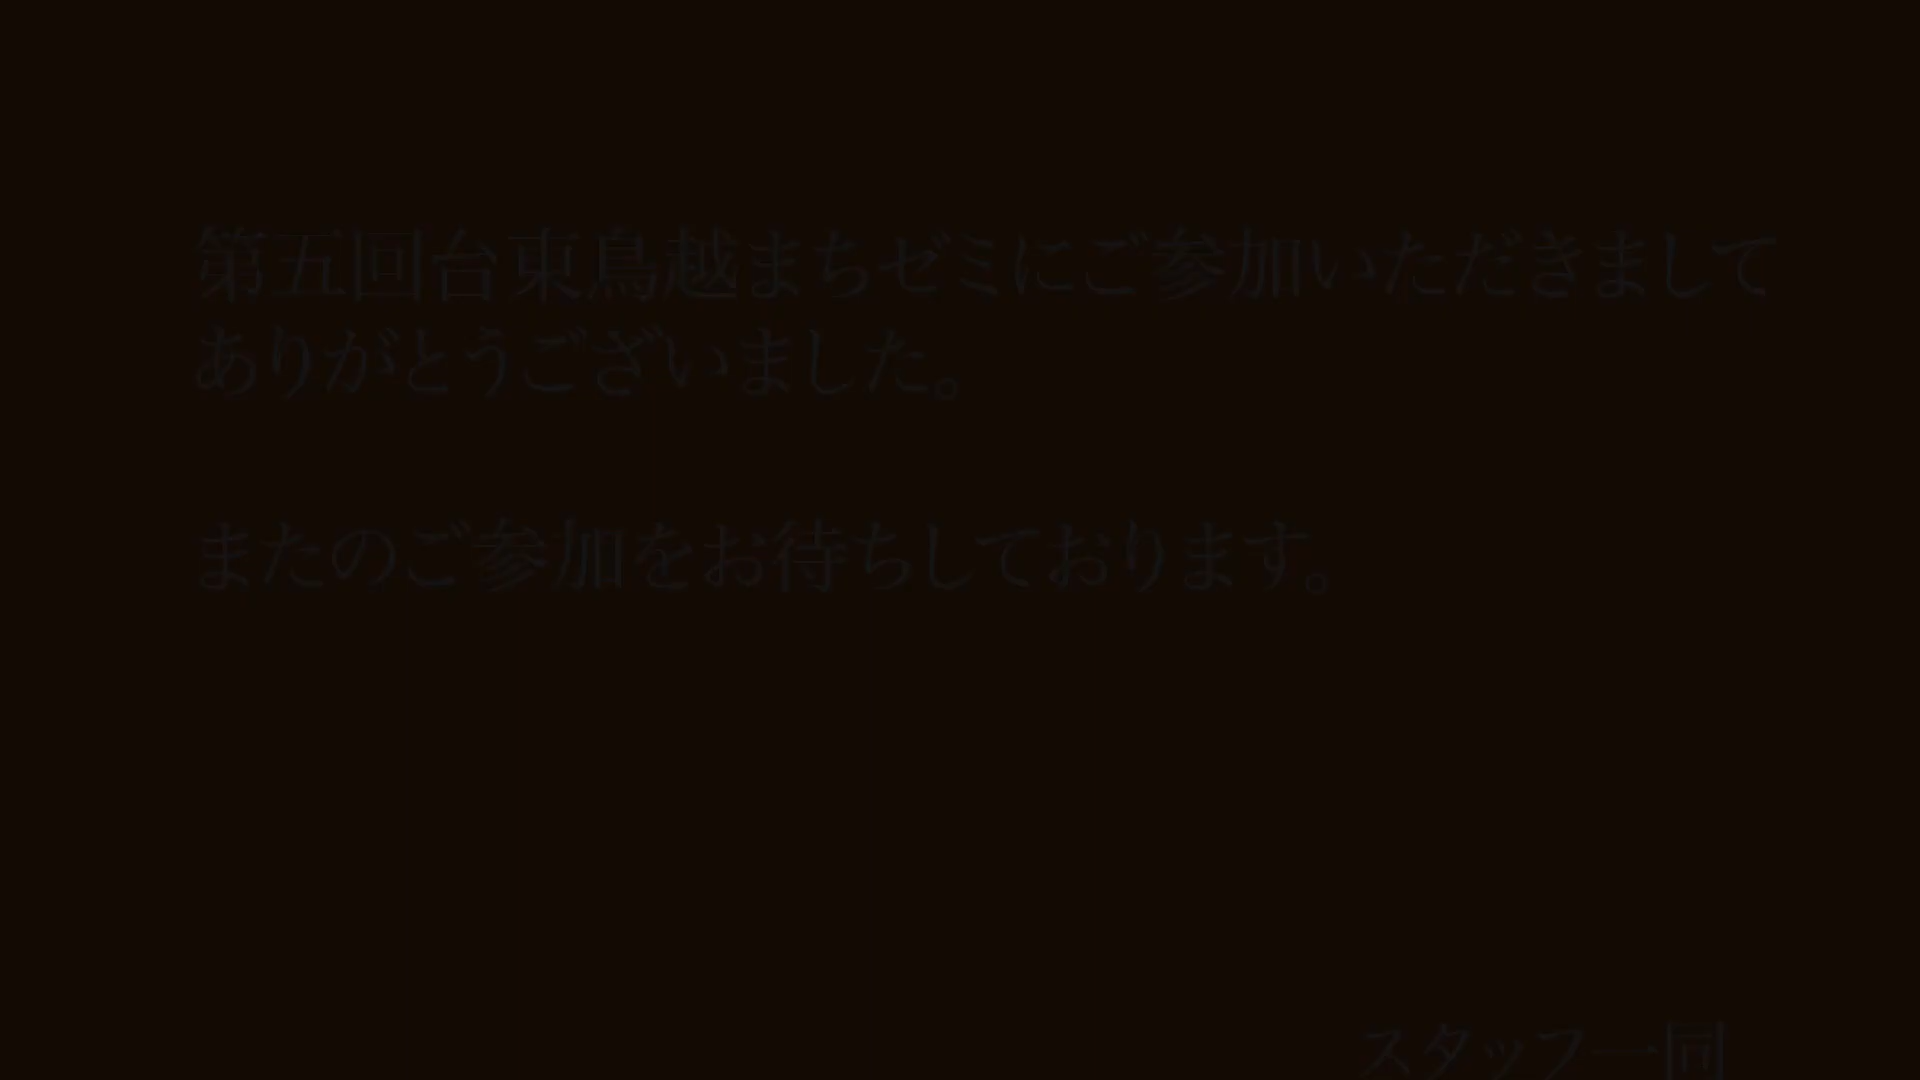 第五回台東鳥越まちゼミにご参加いただきまして
ありがとうございました。
またのご参加をお待ちしております。
スタッフ一同